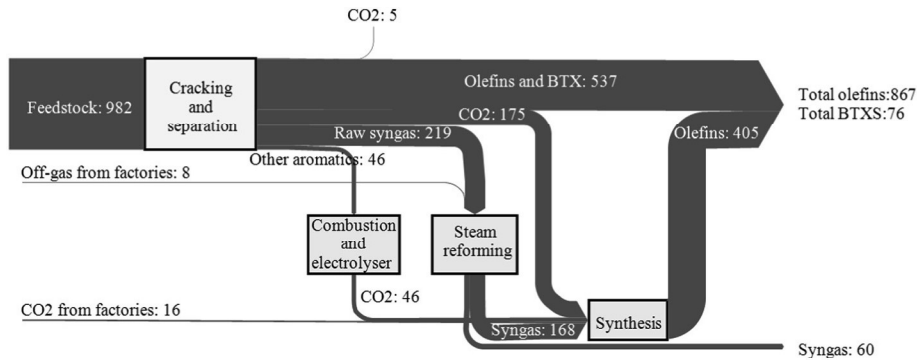 CO2: 5
Cracking
and
separation
Feedstock: 982
Olefins and BTX: 537
Total olefins:867
Total BTXS:76
CO2: 175
Raw syngas: 219
Olefins: 405
Other aromatics: 46
Off-gas from factories: 8
Combustion
and
electrolyser
Steam
reforming
CO2: 46
CO2 from factories: 16
Syngas: 168
Synthesis
Syngas: 60